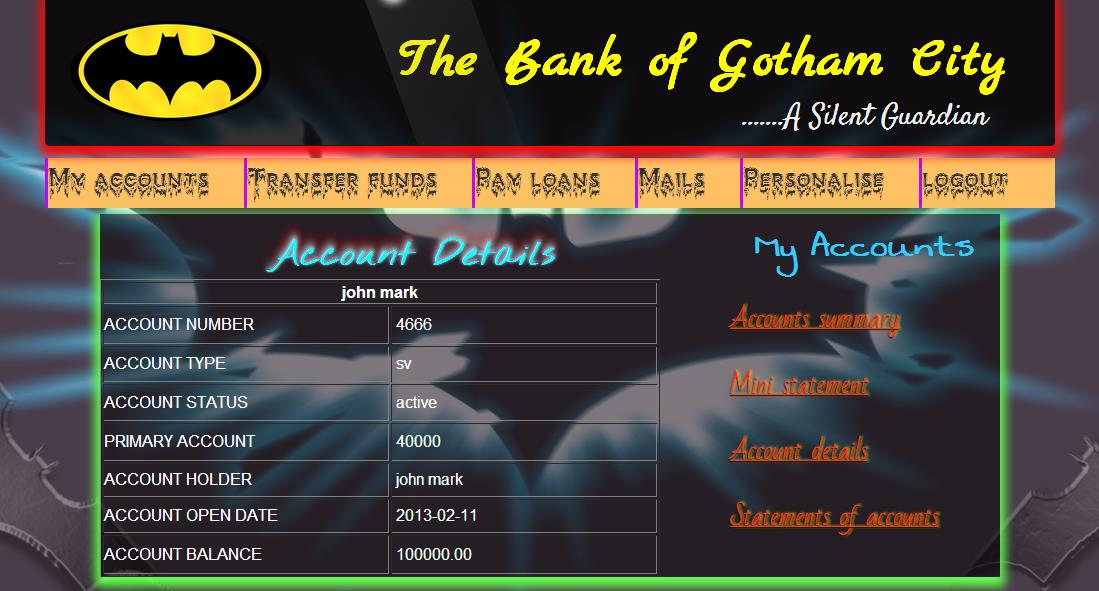 The Bank of Gotham City
.......A Silent Guardian
My accounts Transfer funds Pay loans Mails Personalise logout
Account Details
john mark
ACCOUNT NUMBER 4666
ACCOUNT TYPE sv
ACCOUNT STATUS active
PRIMARY ACCOUNT 40000
ACCOUNT HOLDER john mark
ACCOUNT OPEN DATE 2013-02-11
ACCOUNT BALANCE 100000.00
My Accounts
Accounts summary
Mini statement
Account details
Statements of accounts